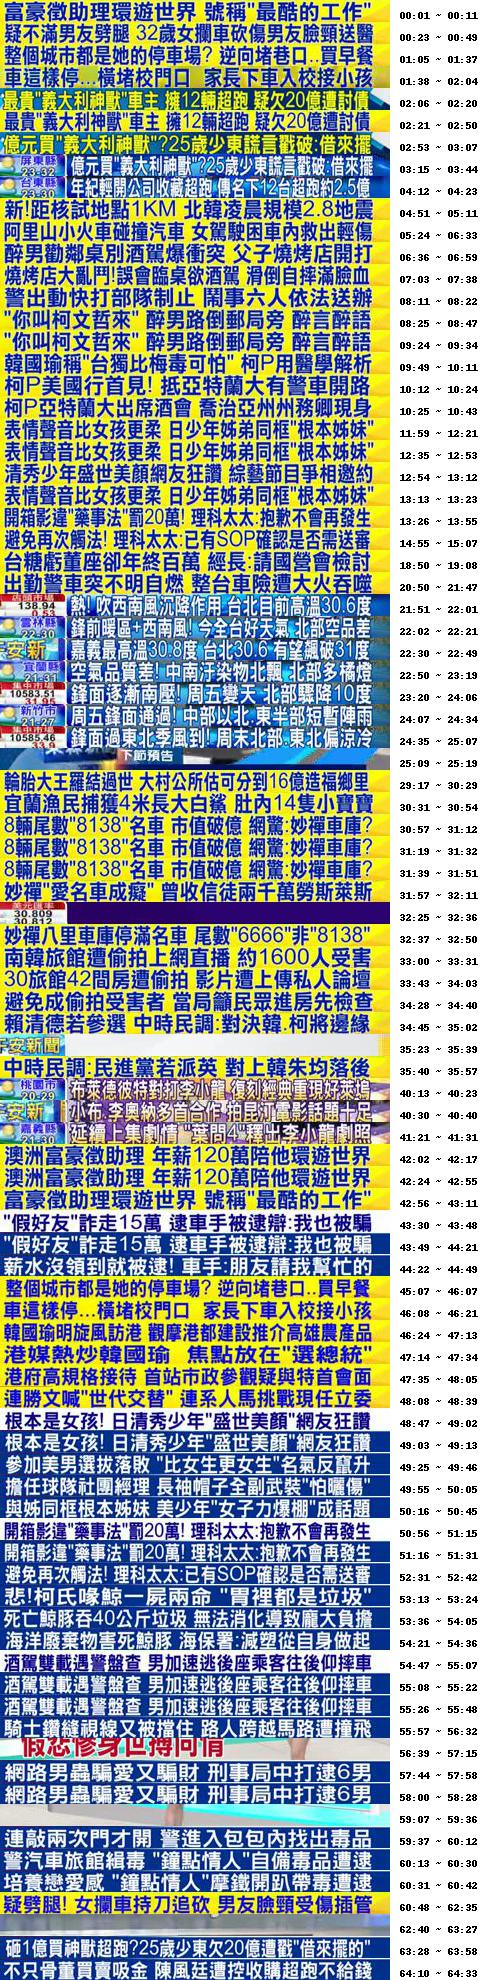 富豪徵助理環遊世界 號稱"最酷的工作" 00:01 ~ 00:11
疑不滿男友劈腿 32歲女攔車砍傷男友臉頰送醫 00:23 ~ 00:49
整個城市都是她的停車場? 逆向堵巷口..買早餐 01:05 ~ 01:37
車這樣停...橫堵校門口 家長下車入校接小孩 01:38 ~ 02:04
最貴"義大利神獸"車主 擁12輛超跑 疑欠20億遭討債 02:06 ~ 02:20
最貴"義大利神獸"車主 擁12輛超跑 疑欠20億遭討債 02:21 ~ 02:50
億元買"義大利神獸"?25歲少東謊言戳破:借來擺 02:53 ~ 03:07
屏東縣 23-32 億元買"義大利神獸"?25歲少東謊言戳破:借來擺 03:15 ~ 03:44
台東縣 23-30 年紀輕開公司收藏超跑 傳名下12台超跑約2.5億 04:12 ~ 04:23
新!距核試地點1KM 北韓凌晨規模2.8地震 04:51 ~ 05:11
阿里山小火車碰撞汽車 女駕駛困車內救出輕傷 05:24 ~ 06:33
醉男勸鄰桌別酒駕爆衝突 父子燒烤店開打 06:36 ~ 06:59
燒烤店大亂鬥!誤會臨桌欲酒駕 滑倒自摔滿臉血 07:03 ~ 07:38
警出動快打部隊制止 鬧事六人依法送辦 08:11 ~ 08:22
"你叫柯文哲來" 醉男路倒郵局旁 醉言醉語 08:25 ~ 08:47
"你叫柯文哲來" 醉男路倒郵局旁 醉言醉語 09:24 ~ 09:34
韓國瑜稱"台獨比梅毒可怕" 柯P用醫學解析 09:49 ~ 10:11
柯P美國行首見! 抵亞特蘭大有警車開路 10:12 ~ 10:24
柯P亞特蘭大出席酒會 喬治亞州州務卿現身 10:25 ~ 10:43
表情聲音比女孩更柔 日少年姊弟同框"根本姊妹" 11:59 ~ 12:21
表情聲音比女孩更柔 日少年姊弟同框"根本姊妹" 12:35 ~ 12:53
清秀少年盛世美顏網友狂讚 綜藝節目爭相邀約 12:54 ~ 13:12
表情聲音比女孩更柔 日少年姊弟同框"根本姊妹" 13:13 ~ 13:23
開箱影違"藥事法"罰20萬! 理科太太:抱歉不會再發生 13:26 ~ 13:55
避免再次觸法! 理科太太:已有SOP確認是否需送審 14:55 ~ 15:07
台糖虧董座卻年終百萬 經長:請國營會檢討 18:50 ~ 19:08
出勤警車突不明自燃 整台車險遭大火吞噬 20:50 ~ 21:47
店頭市場 138.94 0.53 熱! 吹西南風沉降作用 台北目前高溫30.6度 21:51 ~ 22:01
雲林縣 22-30 鋒前暖區+西南風! 今全台好天氣 北部空品差 22:02 ~ 22:21
平安新 嘉義最高溫30.8度 台北30.6 有望飆破31度 22:30 ~ 22:49
宜蘭縣 21-31 空氣品質差! 中南汙染物北飄 北部多橘燈 22:50 ~ 23:19
集中市場 10583.51 31.95 鋒面逐漸南壓! 周五變天 北部驟降10度 23:20 ~ 24:06
新竹市 21-27 周五鋒面通過! 中部以北.東半部短暫陣雨 24:07 ~ 24:34
集中市場 10585.46 33.9 鋒面過東北季風到! 周末北部.東北偏涼冷 24:35 ~ 25:07
下節預告 25:09 ~ 25:19
輪胎大王羅結過世 大村公所估可分到16億造福鄉里 29:17 ~ 30:29
宜蘭漁民捕獲4米長大白鯊 肚內14隻小寶寶 30:31 ~ 30:54
8輛尾數"8138"名車 市值破億 網驚:妙禪車庫? 30:57 ~ 31:12
8輛尾數"8138"名車 市值破億 網驚:妙禪車庫? 31:19 ~ 31:32
8輛尾數"8138"名車 市值破億 網驚:妙禪車庫? 31:39 ~ 31:51
妙禪"愛名車成癡" 曾收信徒兩千萬勞斯萊斯 31:57 ~ 32:11
美元匯率 30.809 30.812 32:25 ~ 32:36
妙禪八里車庫停滿名車 尾數"6666"非"8138" 32:37 ~ 32:50
南韓旅館遭偷拍上網直播 約1600人受害 33:00 ~ 33:31
30旅館42間房遭偷拍 影片遭上傳私人論壇 33:43 ~ 34:03
避免成偷拍受害者 當局籲民眾進房先檢查 34:28 ~ 34:40
賴清德若參選 中時民調:對決韓.柯將邊緣 34:45 ~ 35:02
平安新聞 35:23 ~ 35:39
中時民調:民進黨若派英 對上韓朱均落後 35:40 ~ 35:57
桃園市 20-29 布萊德彼特對打李小龍 復刻經典重現好萊塢 40:13 ~ 40:23
平安新 小布.李奧納多首合作 拍昆汀電影話題十足 40:30 ~ 40:40
嘉義縣 21-30 延續上集劇情 "葉問4"釋出李小龍劇照 41:21 ~ 41:31
澳洲富豪徵助理 年薪120萬陪他環遊世界 42:02 ~ 42:17
澳洲富豪徵助理 年薪120萬陪他環遊世界 42:24 ~ 42:55
富豪徵助理環遊世界 號稱"最酷的工作" 42:56 ~ 43:11
"假好友"詐走15萬 逮車手被逮辯:我也被騙 43:30 ~ 43:48
"假好友"詐走15萬 逮車手被逮辯:我也被騙 43:49 ~ 44:21
薪水沒領到就被逮! 車手:朋友請我幫忙的 44:22 ~ 44:49
整個城市都是她的停車場? 逆向堵巷口..買早餐 45:07 ~ 46:07
車這樣停...橫堵校門口 家長下車入校接小孩 46:08 ~ 46:21
韓國瑜明旋風訪港 觀摩港都建設推介高雄農產品 46:24 ~ 47:13
港媒熱炒韓國瑜 焦點放在"選總統" 47:14 ~ 47:34
港府高規格接待 首站市政參觀疑與特首會面 47:35 ~ 48:05
連勝文喊"世代交替" 連系人馬挑戰現任立委 48:08 ~ 48:39
根本是女孩! 日清秀少年"盛世美顏"網友狂讚 48:47 ~ 49:02
根本是女孩! 日清秀少年"盛世美顏"網友狂讚 49:03 ~ 49:13
參加美男選拔落敗 "比女生更女生"名氣反竄升 49:25 ~ 49:46
擔任球隊社團經理 長袖帽子全副武裝"怕曬傷" 49:55 ~ 50:05
與姊同框根本姊妹 美少年"女子力爆棚"成話題 50:16 ~ 50:45
開箱影違"藥事法"罰20萬! 理科太太:抱歉不會再發生 50:56 ~ 51:15
開箱影違"藥事法"罰20萬! 理科太太:抱歉不會再發生 51:16 ~ 51:31
避免再次觸法! 理科太太:已有SOP確認是否需送審 52:31 ~ 52:42
悲!柯氏喙鯨一屍兩命 "胃裡都是垃圾" 53:13 ~ 53:24
死亡鯨豚吞40公斤垃圾 無法消化導致龐大負擔 53:36 ~ 54:05
海洋廢棄物害死鯨豚 海保署:減塑從自身做起 54:21 ~ 54:36
酒駕雙載遇警盤查 男加速逃後座乘客往後仰摔車 54:47 ~ 55:07
酒駕雙載遇警盤查 男加速逃後座乘客往後仰摔車 55:08 ~ 55:22
酒駕雙載遇警盤查 男加速逃後座乘客往後仰摔車 55:26 ~ 55:48
騎士鑽縫視線又被擋住 路人跨越馬路遭撞飛 55:57 ~ 56:32
假悲慘身世搏同情 56:39 ~ 57:15
網路男蟲騙愛又騙財 刑事局中打逮6男 57:44 ~ 57:58
網路男蟲騙愛又騙財 刑事局中打逮6男 58:00 ~ 58:28
59:07 ~ 59:36
連敲兩次門才開 警進入包包內找出毒品 59:37 ~ 60:12
警汽車旅館緝毒 "鐘點情人"自備毒品遭逮 60:13 ~ 60:30
培養戀愛感 "鐘點情人"摩鐵開趴帶毒遭逮 60:31 ~ 60:42
疑劈腿! 女攔車持刀追砍 男友臉頰受傷插管 60:48 ~ 62:35
62:40 ~ 63:27
砸1億買神獸超跑?25歲少東欠20億遭戳"借來擺的" 63:28 ~ 63:58
不只骨董買賣吸金 陳風廷遭控收購超跑不給錢 64:10 ~ 64:33